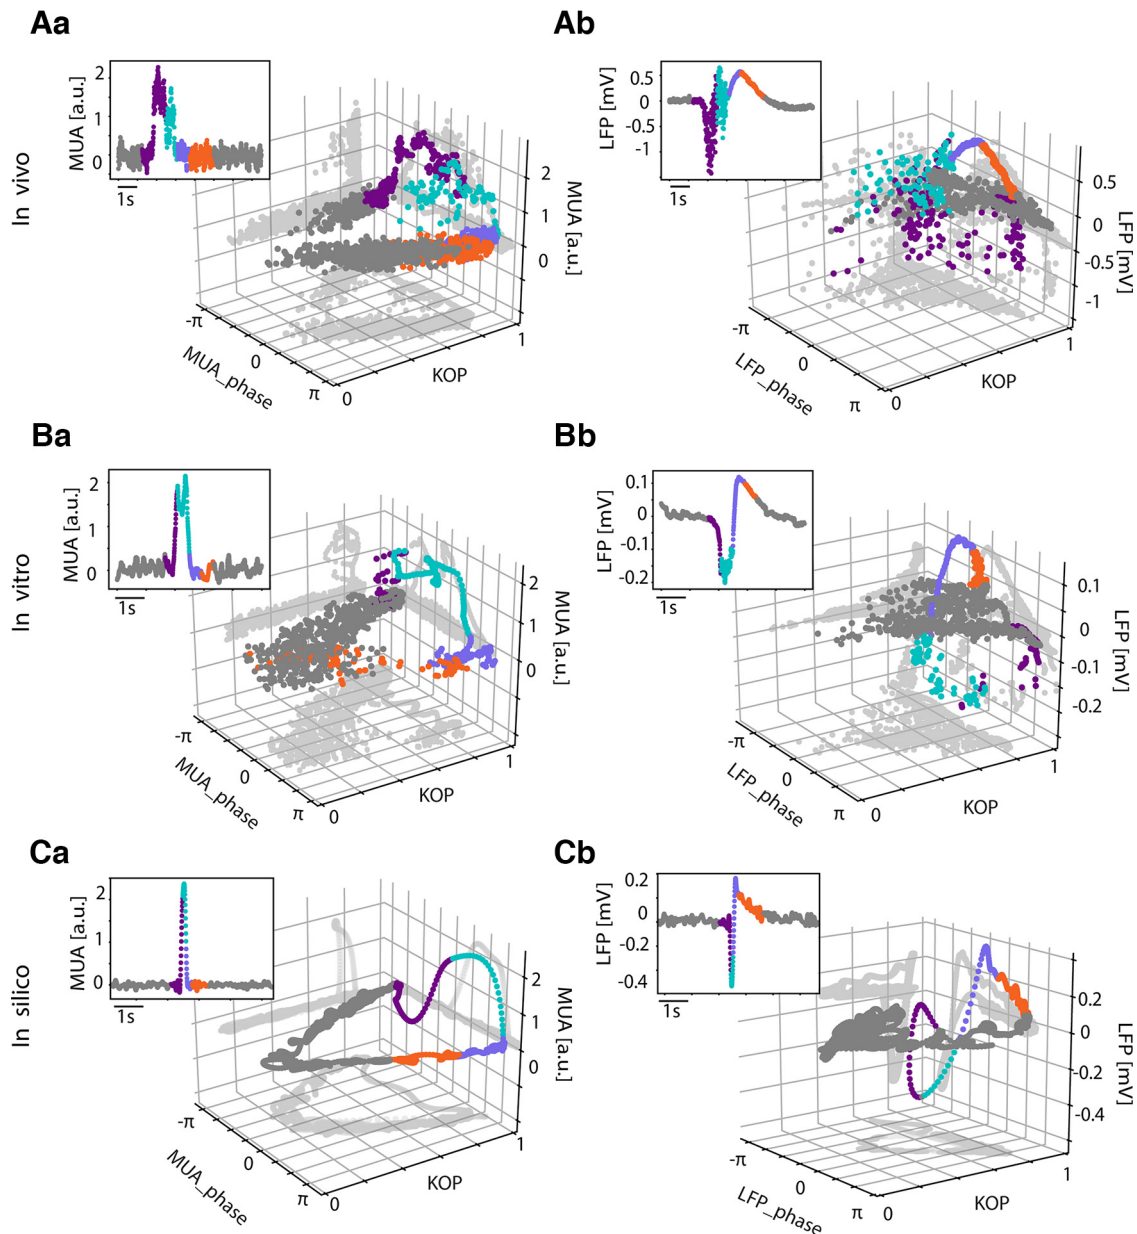 Aa
Ab
In vivo
MUA [a.u.]
2
1
0
1s
2
1
0
MUA [a.u.]
-π
0
π
MUA_phase
0
KOP
1
LFP [mV]
0.5
0
-0.5
-1
1s
0.5
0
-0.5
-1
LFP [mV]
-π
0
π
LFP_phase
0
KOP
1
Ba
Bb
In vitro
MUA [a.u.]
2
1
0
1s
2
1
0
MUA [a.u.]
-π
0
π
MUA_phase
0
KOP
1
LFP [mV]
0.1
0
-0.1
-0.2
1s
0.1
0
-0.1
-0.2
LFP [mV]
-π
0
π
LFP_phase
0
KOP
1
Ca
Cb
In silico
MUA [a.u.]
2
1
0
1s
2
1
0
MUA [a.u.]
-π
0
π
MUA_phase
0
KOP
1
LFP [mV]
0.2
0
-0.2
-0.4
1s
0.2
0
-0.2
-0.4
LFP [mV]
-π
0
π
LFP_phase
0
KOP
1